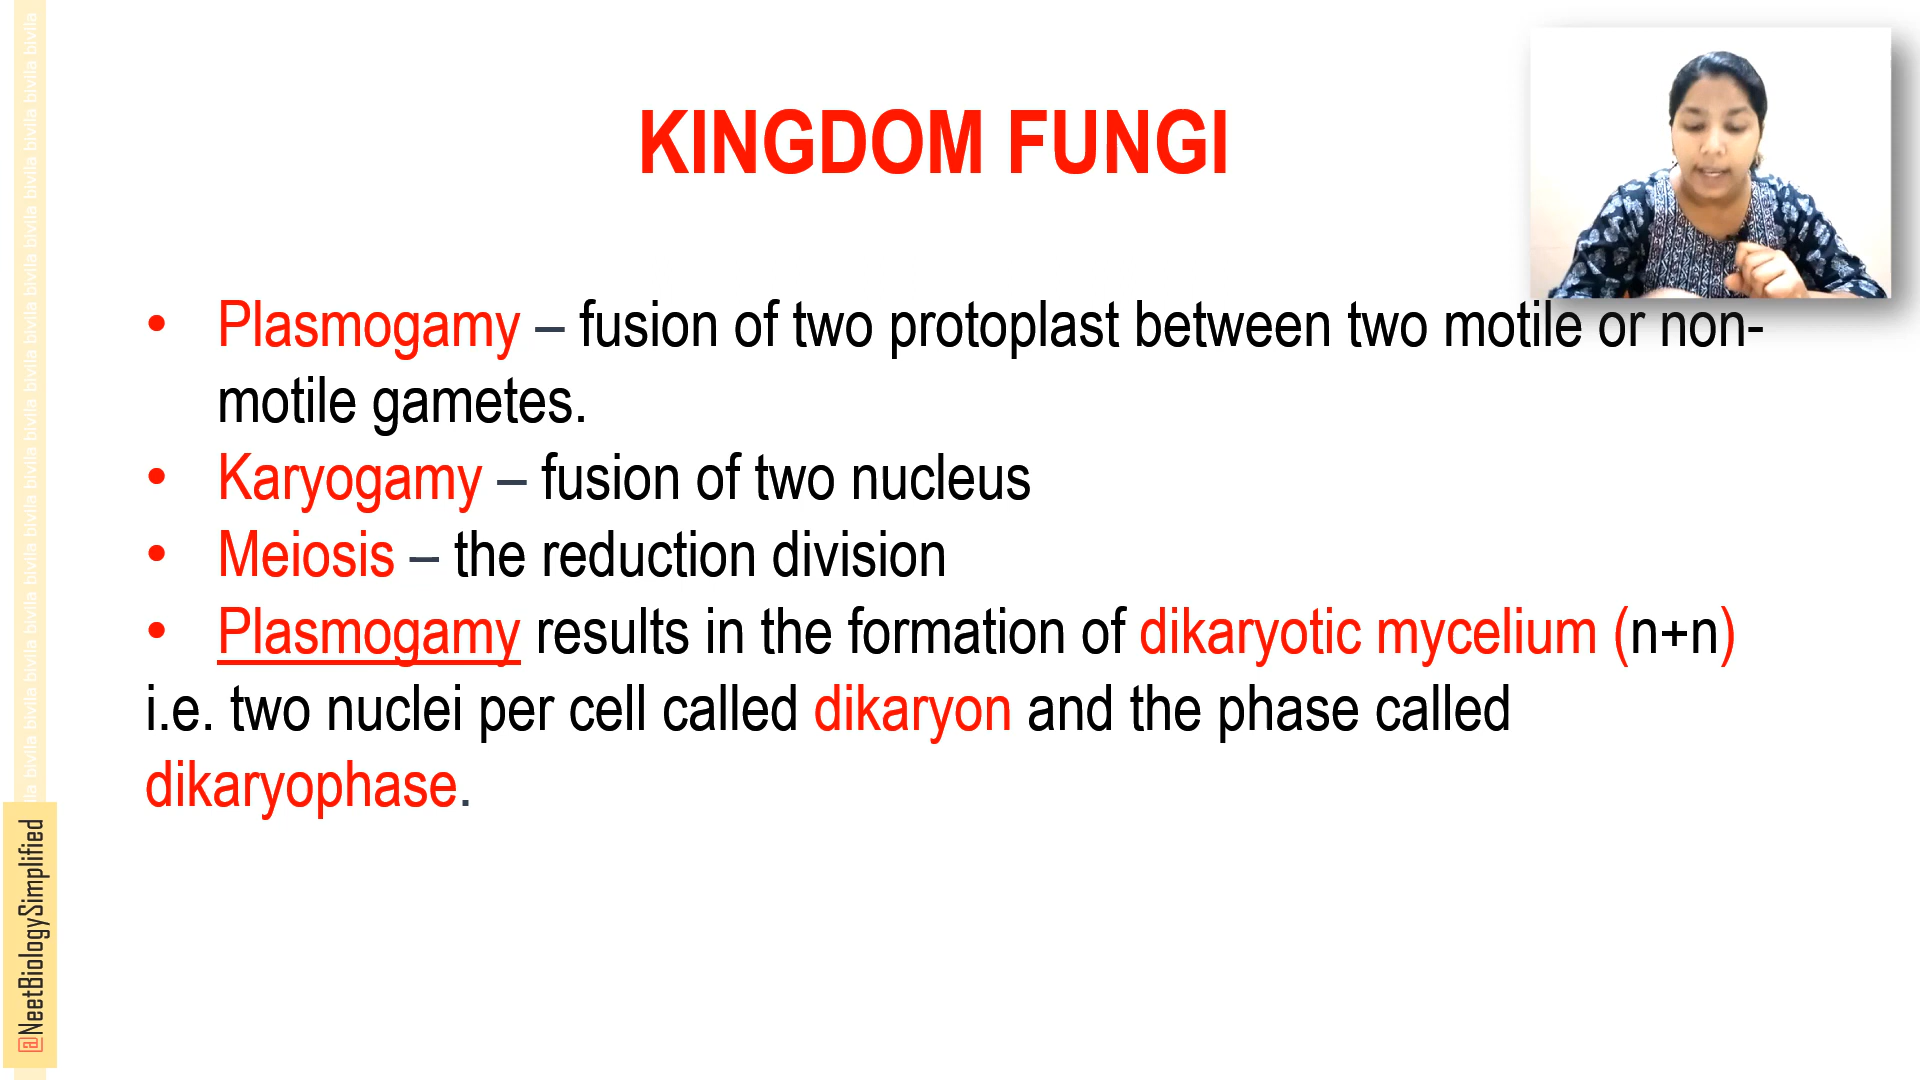 KINGDOM FUNGI
• Plasmogamy – fusion of two protoplast between two motile or non-
motile gametes.
• Karyogamy – fusion of two nucleus
• Meiosis – the reduction division
• Plasmogamy results in the formation of dikaryotic mycelium (n+n)
i.e. two nuclei per cell called dikaryon and the phase called
dikaryophase.
@NeetBiologySimplified